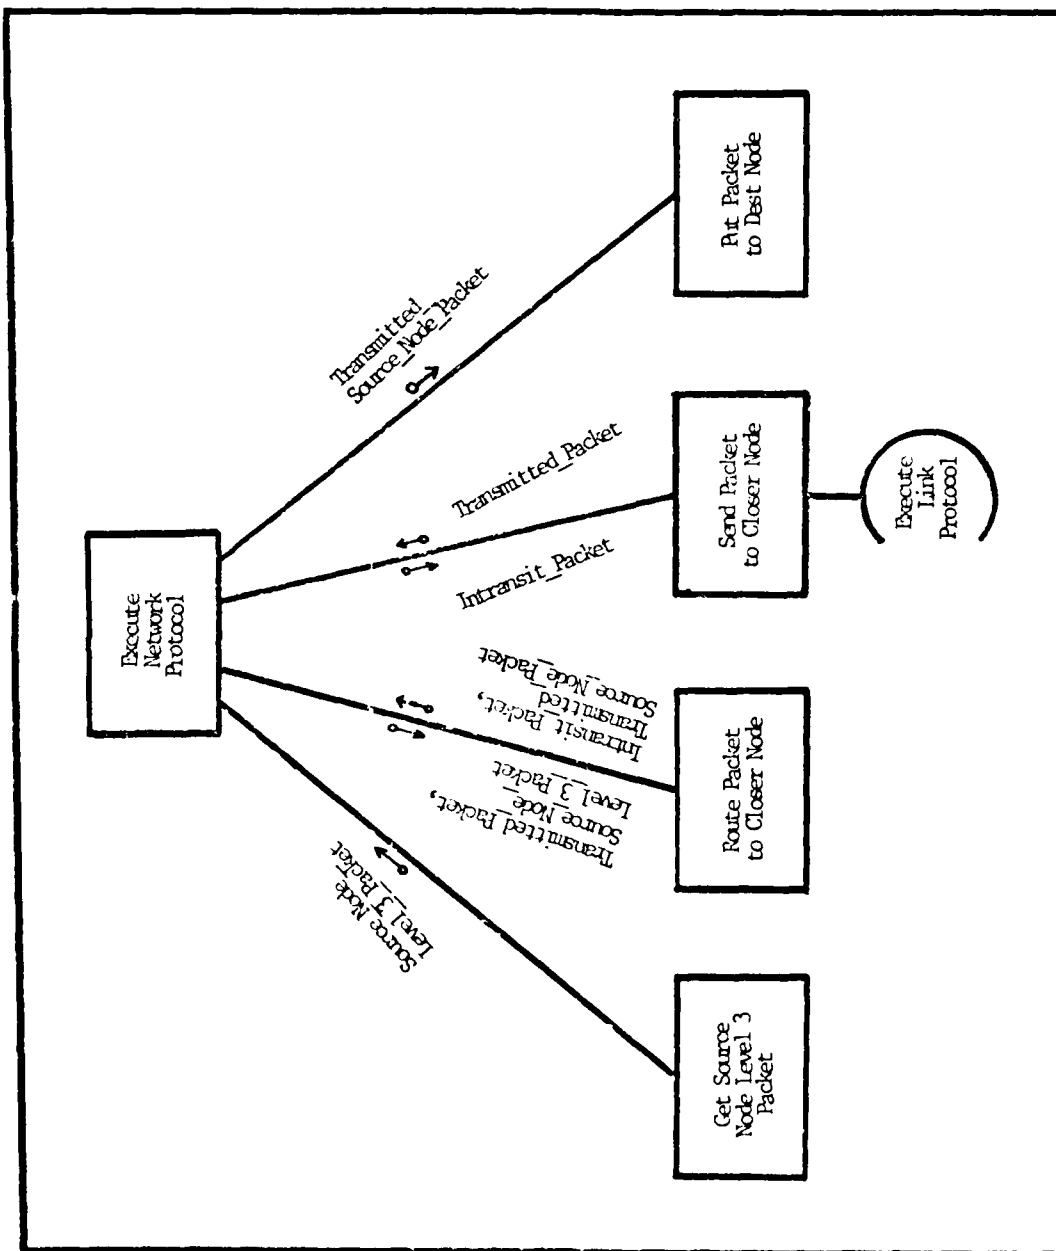 Execute
Network
Protocol
Source_Node_
Level_3_Packet
Transmitted_Packet,
Source_Node_
Level_3_Packet
Intransit_Packet,
Transmitted_
Source_Node_Packet
Intransit_Packet
Transmitted_Packet
Transmitted_
Source_Node_Packet
Get Source
Node Level 3
Packet
Route Packet
to Closer Node
Send Packet
to Closer Node
Put Packet
to Dest Node
Execute
Link
Protocol